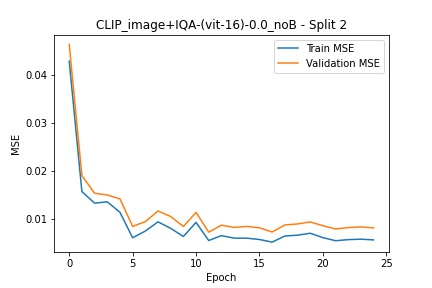 CLIP_image+IQA-(vit-16)-0.0_noB - Split 2
Train MSE
Validation MSE
0.04
0.03
0.02
0.01
MSE
0 5 10 15 20 25
Epoch